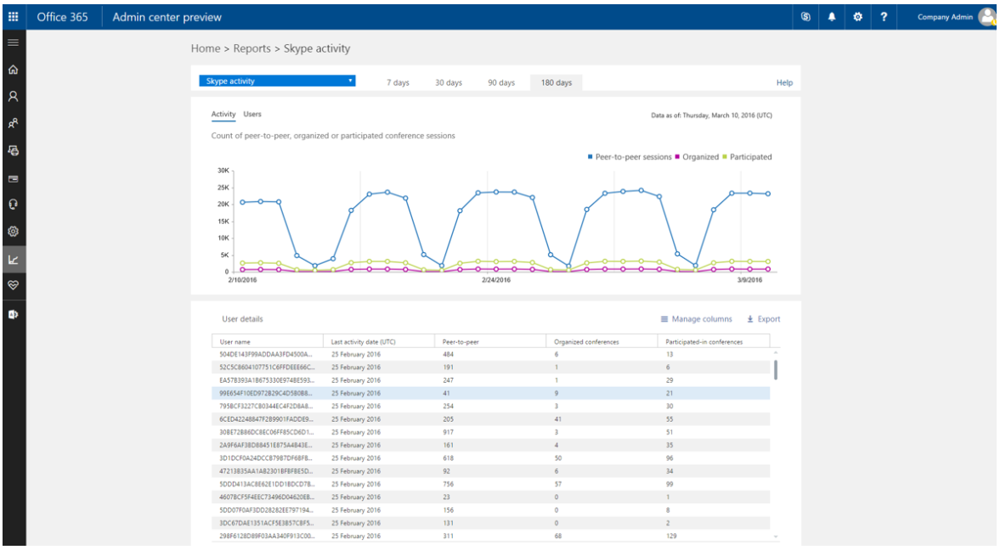 Office 365 Admin center preview ? Company Admin
Home > Reports > Skype activity
Skype activity 7 days 30 days 90 days 180 days Help
Activity Users Data as of: Thursday, March 10, 2016 (UTC)
Count of peer-to-peer, organized or participated conference sessions
Peer-to-peer sessions Organized Participated
30K
25K
20K
15K
10K
5K
0
2/10/2016 2/24/2016 3/9/2016
User details Manage columns Export
User name Last activity date (UTC) Peer-to-peer Organized conferences Participated-in conferences
504DE143F99ADDAA3FD4500A... 25 February 2016 484 6 13
52C5C8604107751C6FFDEEE66C... 25 February 2016 191 1 6
EA57B393A1B675330E974BE593... 25 February 2016 247 1 29
99E654F10ED972B29C4D580B8... 25 February 2016 41 9 21
795BCF3227CB0344EC4F2D8A8... 25 February 2016 254 3 30
6CED42248847F2B9901FADDE9... 25 February 2016 205 41 55
30BE72B86DC8EC06FF85CD6D1... 25 February 2016 917 3 51
2A9F6AF3BD88451E875A4B43E... 25 February 2016 161 4 35
3D1DCF0A24DCCB79B7DF6BFB... 25 February 2016 618 50 96
47213B35AA1AB2301BFBFBE5D... 25 February 2016 92 6 34
5DDD413AC8E62E1DD1BDCD7B... 25 February 2016 756 57 99
4607BCF5F4EEC73496D04620EB... 25 February 2016 23 0 1
5DD07F0AF3DD28282EE797194... 25 February 2016 156 0 8
3DC67DAE1351ACF5E3B57CBF5... 25 February 2016 131 0 2
298F6128D89F03AA340F913C00... 25 February 2016 311 68 129